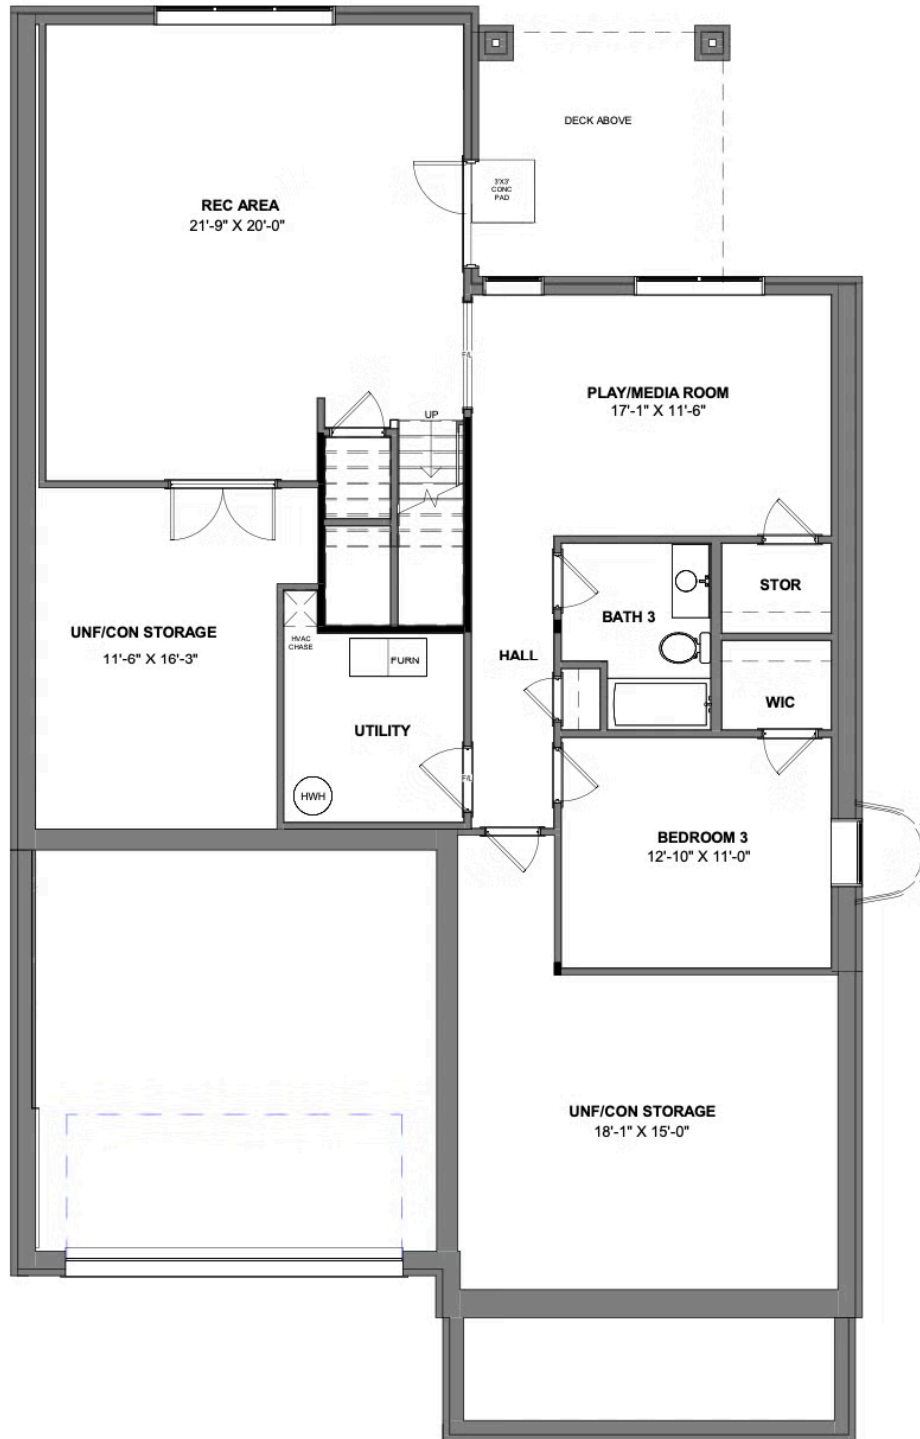 DECK ABOVE
3'X3'
CONC
PAD
REC AREA
21'-9" X 20'-0"
F/L
PLAY/MEDIA ROOM
17'-1" X 11'-6"
UP
STOR
BATH 3
UNF/CON STORAGE
11'-6" X 16'-3"
HVAC
CHASE
FURN
HALL
WIC
UTILITY
F/L
HWH
BEDROOM 3
12'-10" X 11'-0"
UNF/CON STORAGE
18'-1" X 15'-0"